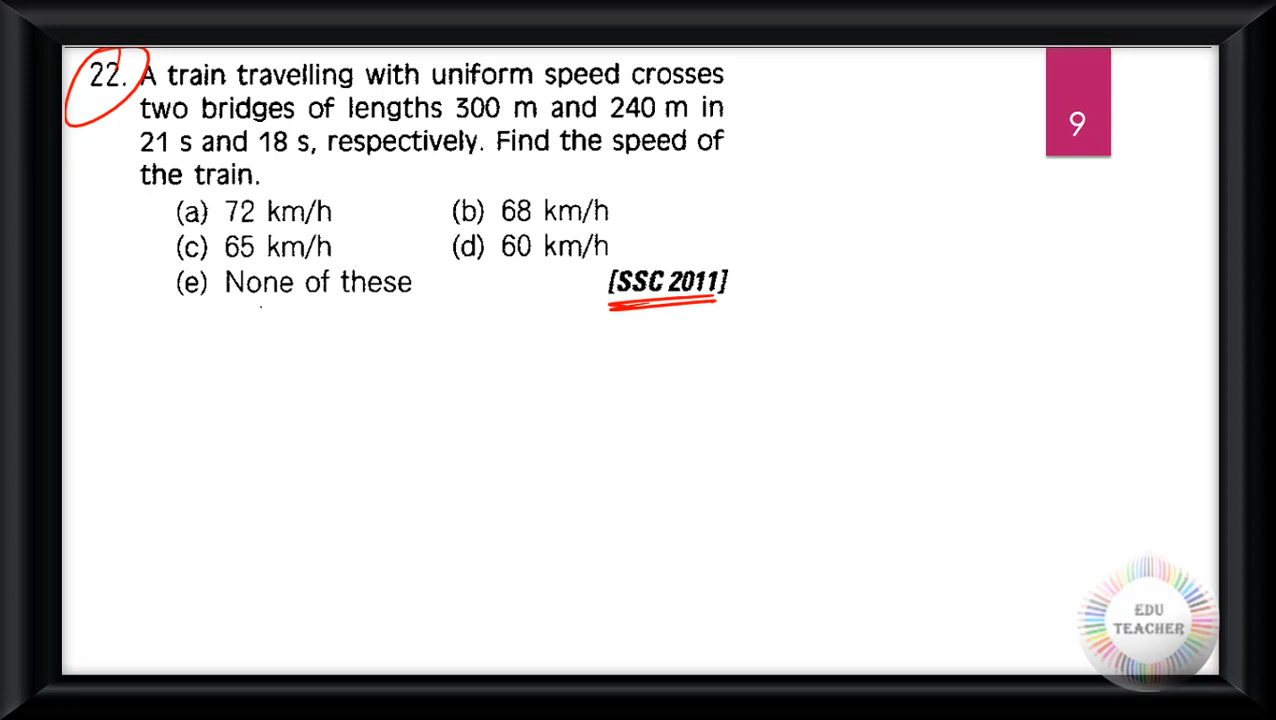 22. A train travelling with uniform speed crosses
two bridges of lengths 300 m and 240 m in
21 s and 18 s, respectively. Find the speed of
the train.
(a) 72 km/h (b) 68 km/h
(c) 65 km/h (d) 60 km/h
(e) None of these [SSC 2011]
9
EDU
TEACHER